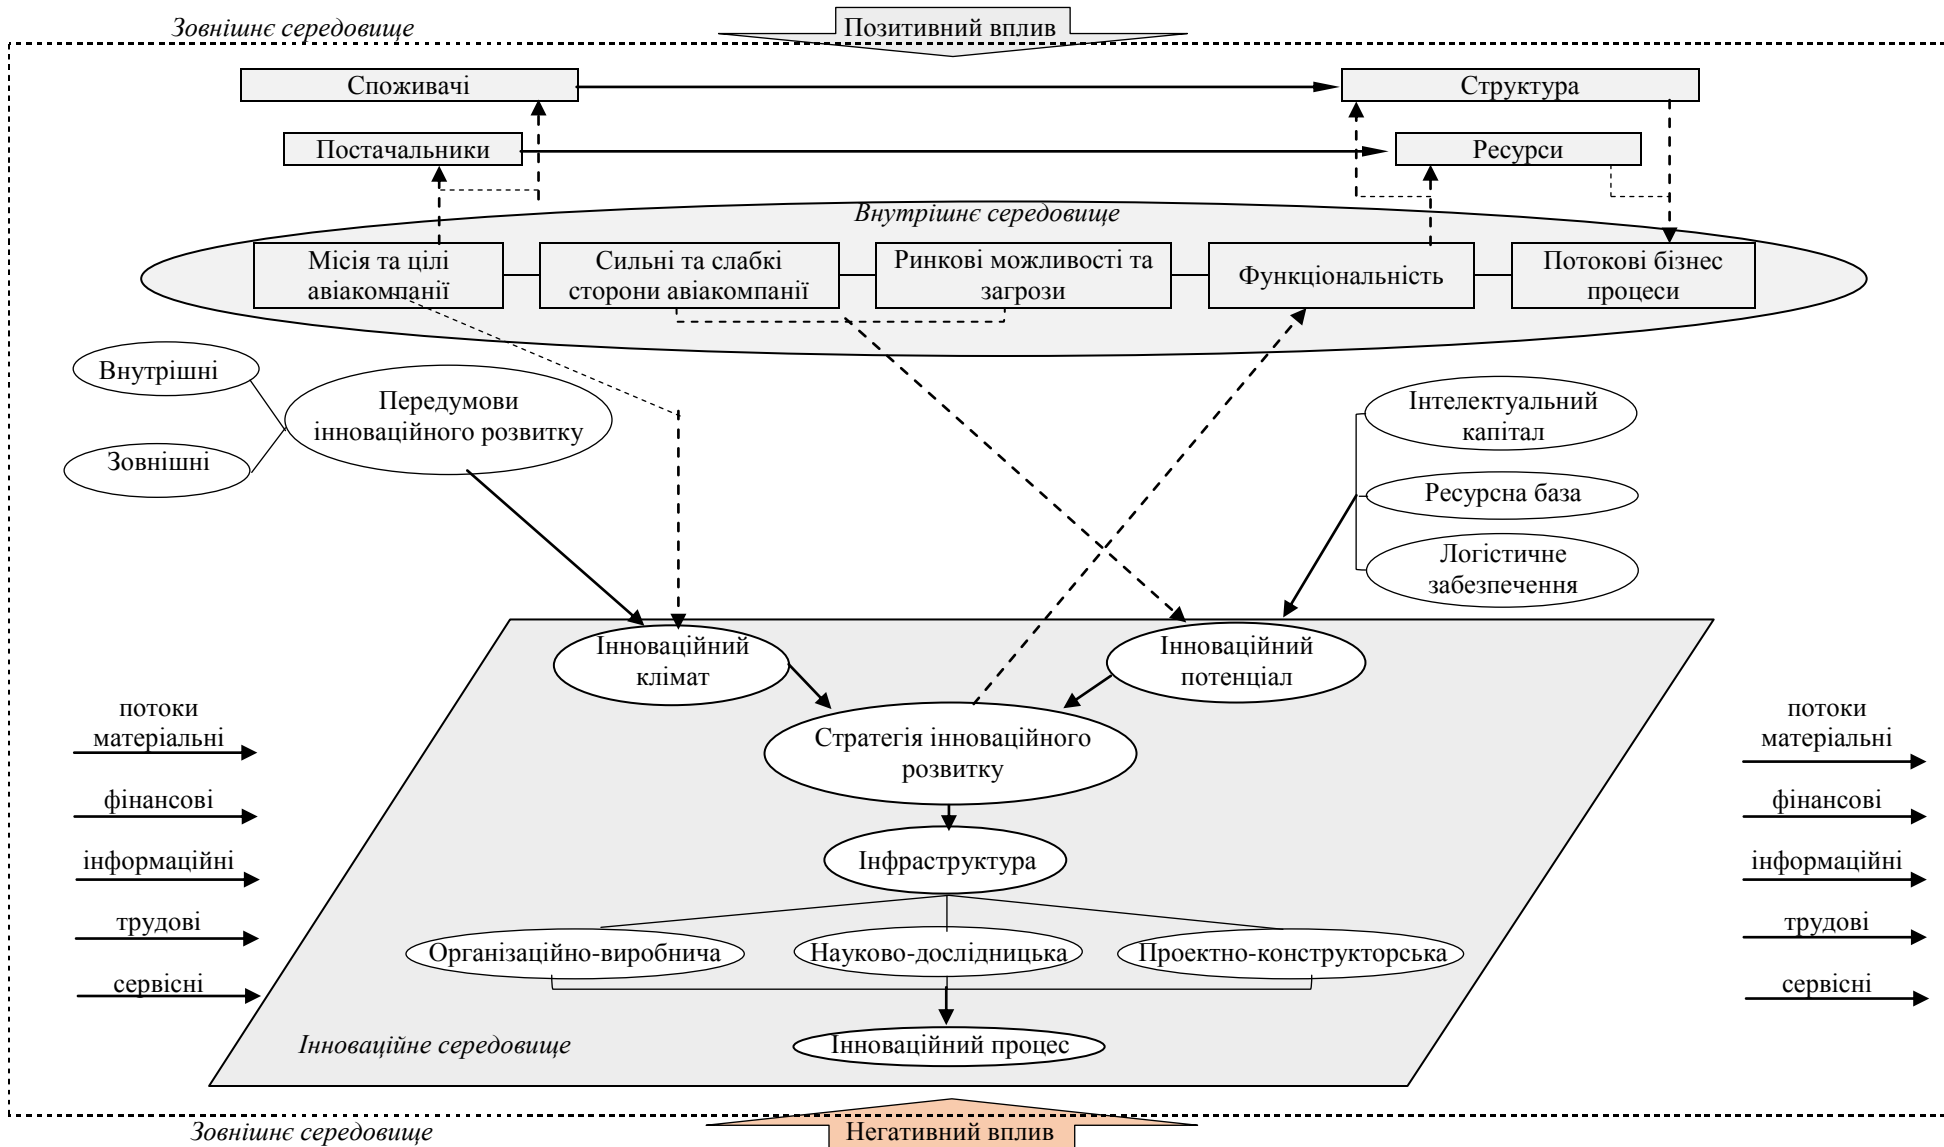 Зовнішнє середовище
Позитивний вплив
Споживачі
Структура
Постачальники
Ресурси
Внутрішнє середовище
Місія та цілі
авіакомпанії
Сильні та слабкі
сторони авіакомпанії
Ринкові можливості та
загрози
Функціональність
Потокові бізнес
процеси
Внутрішні
Зовнішні
Передумови
інноваційного розвитку
Інтелектуальний
капітал
Ресурсна база
Логістичне
забезпечення
Інноваційний
клімат
Інноваційний
потенціал
Стратегія інноваційного
розвитку
потоки
матеріальні
фінансові
інформаційні
трудові
сервісні
потоки
матеріальні
фінансові
інформаційні
трудові
сервісні
Інфраструктура
Організаційно-виробнича
Науково-дослідницька
Проектно-конструкторська
Інноваційне середовище
Інноваційний процес
Зовнішнє середовище
Негативний вплив